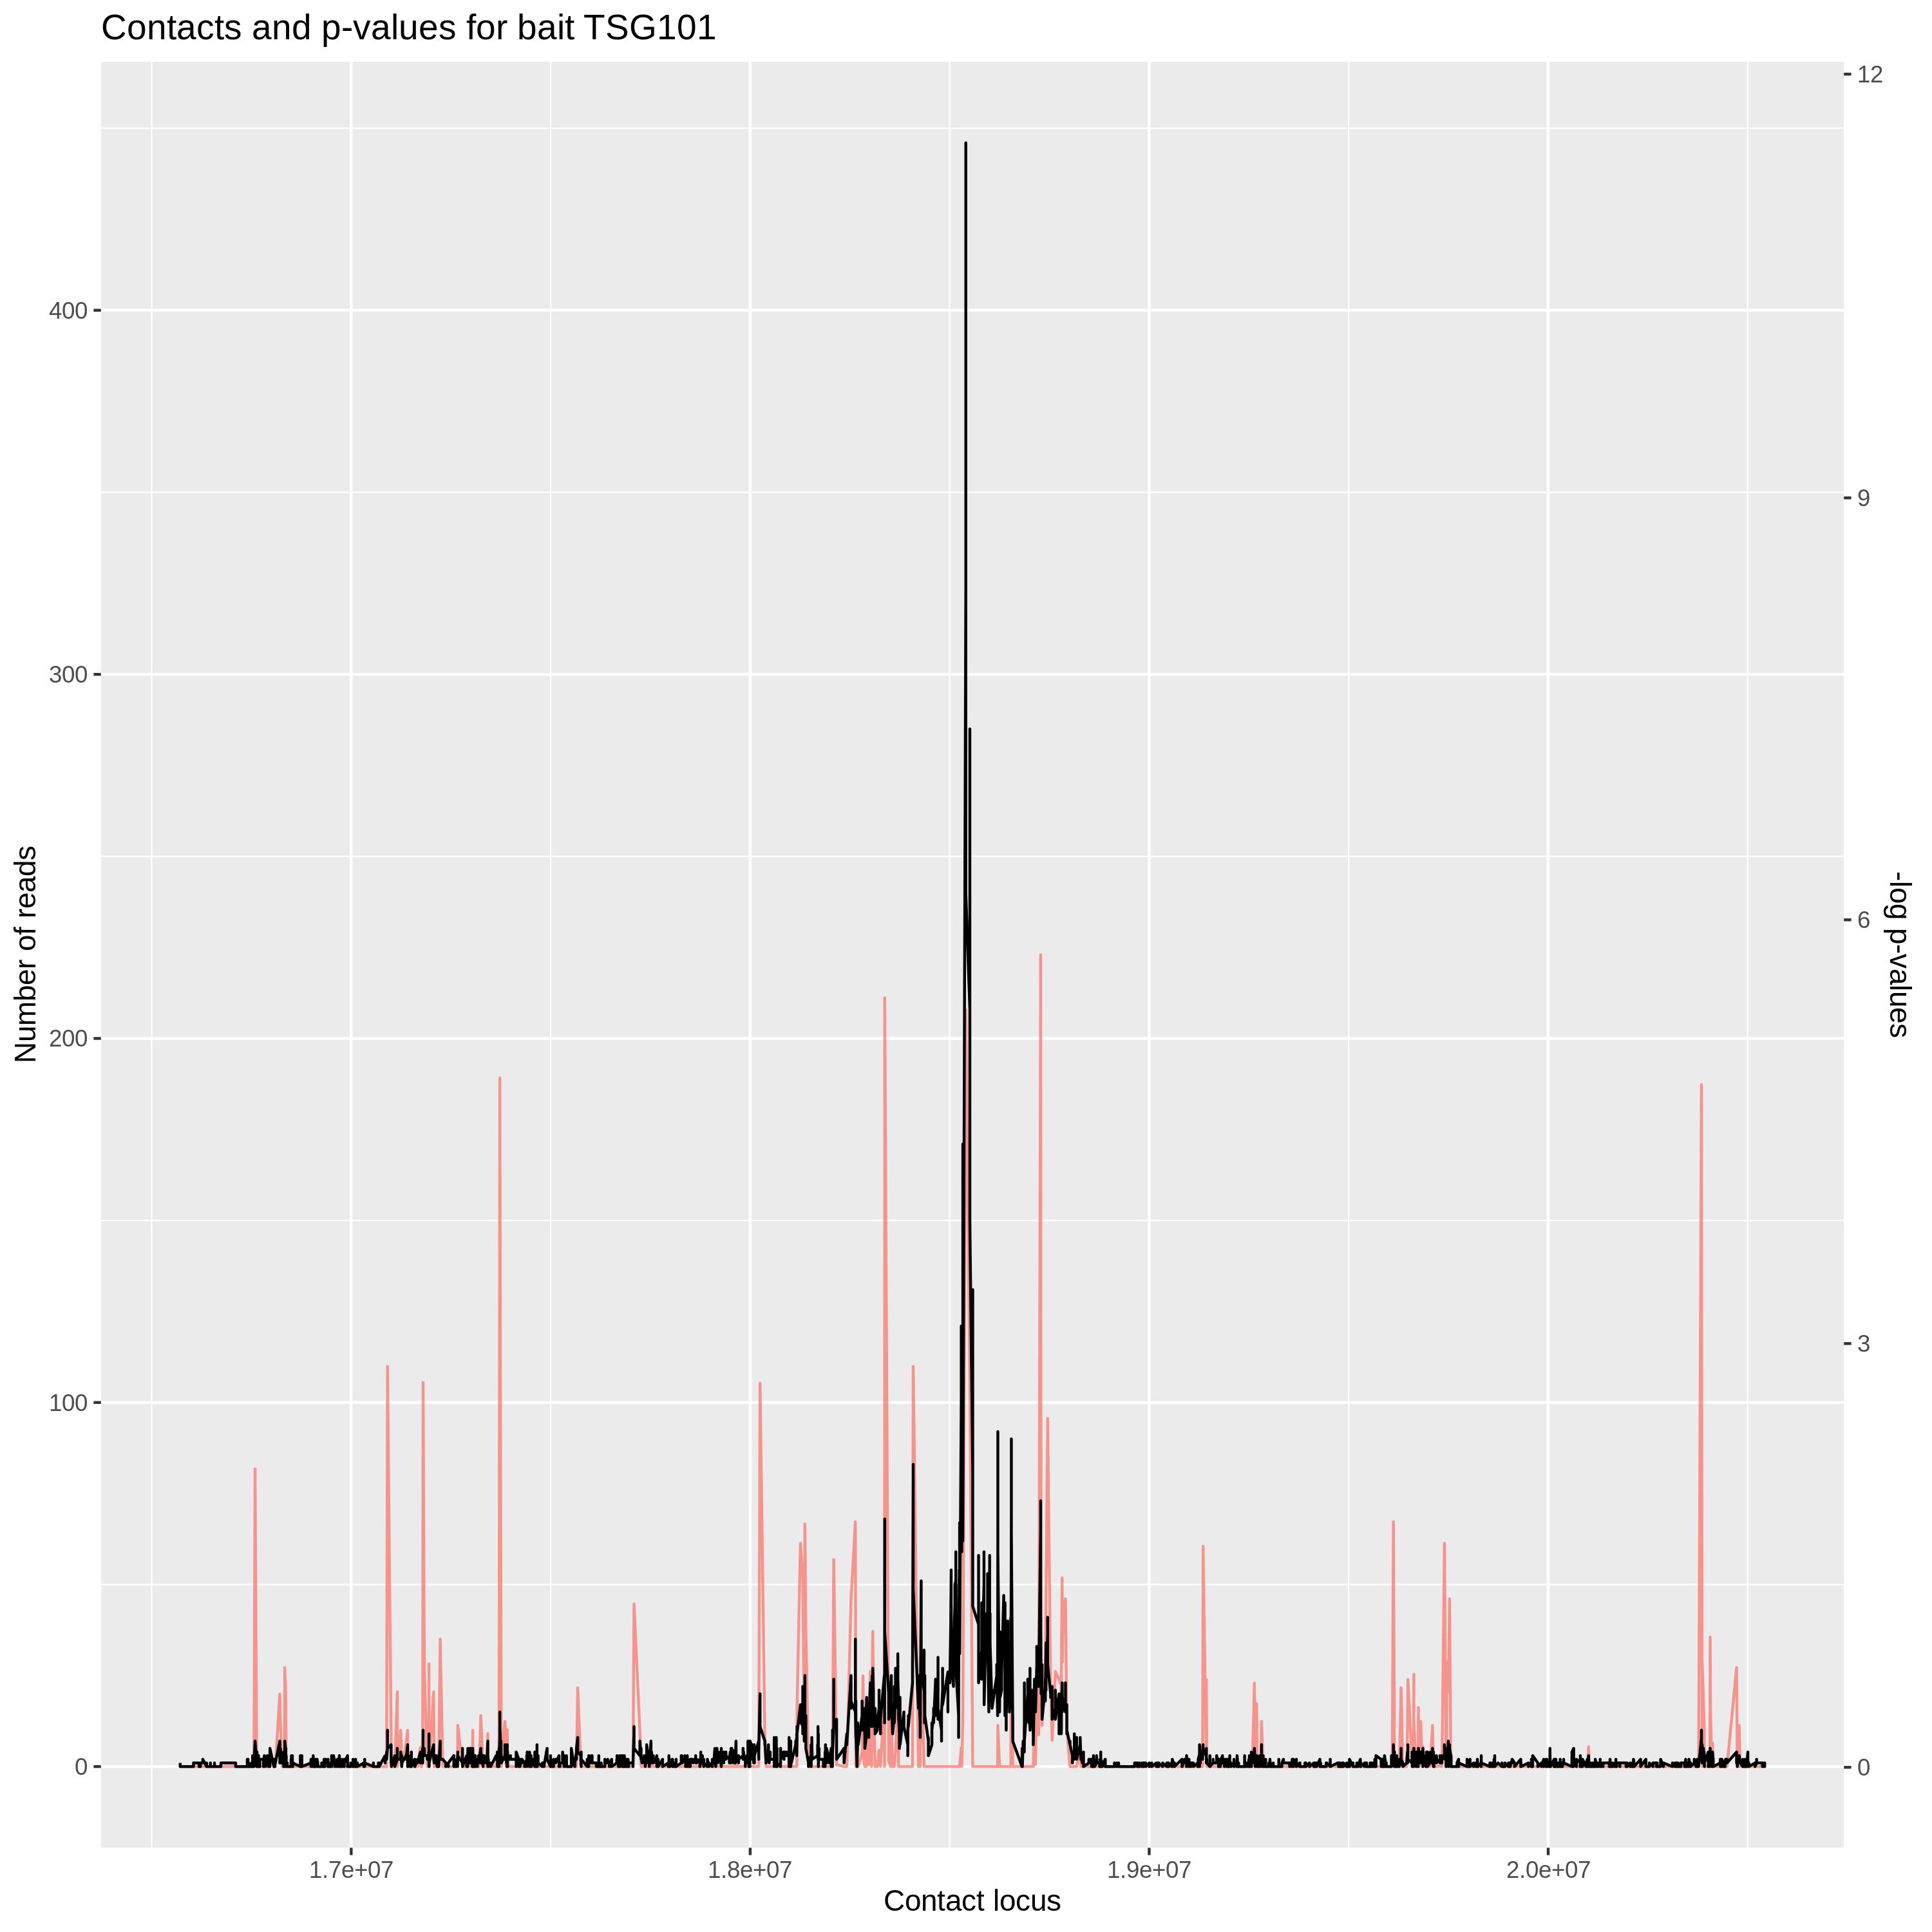 Contacts and p-values for bait TSG101
Number of reads
400
300
200
100
0
12
9
6
3
0
-log p-values
1.7e+07
1.8e+07
1.9e+07
2.0e+07
Contact locus